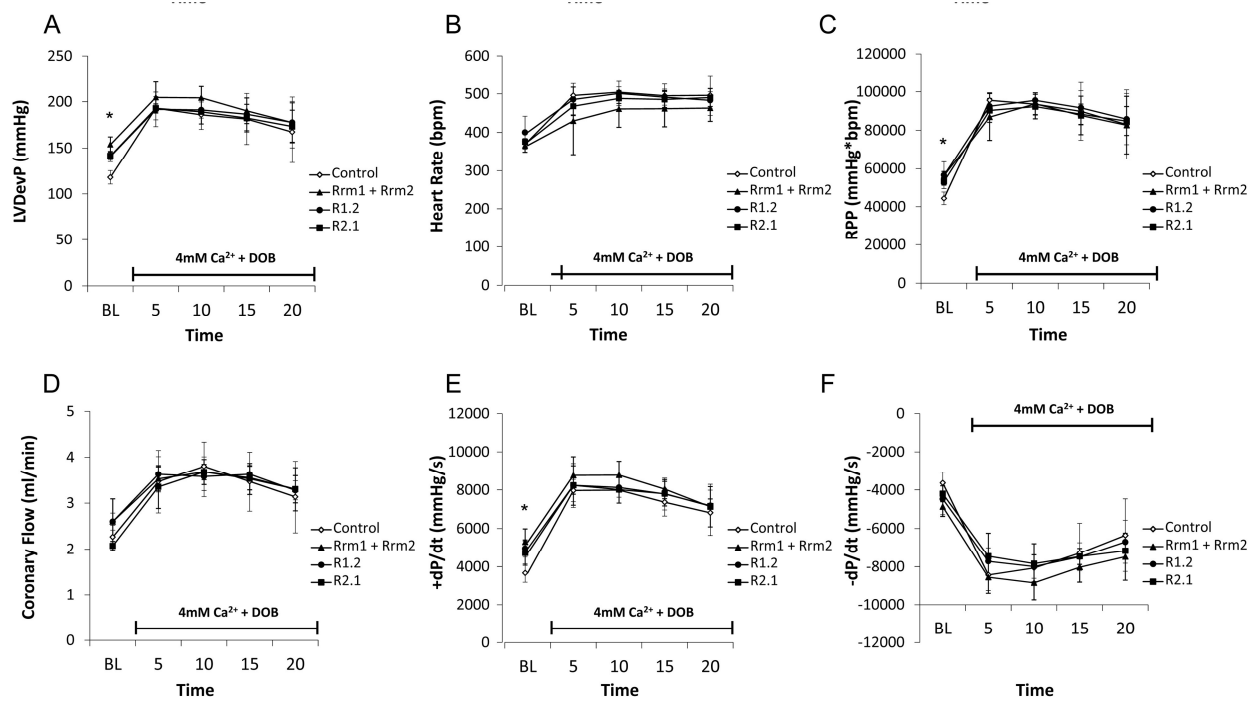 A
250
200
150
100
50
0
LVDevP (mmHg)
*
Control
Rrm1 + Rrm2
R1.2
R2.1
4mM Ca²⁺ + DOB
BL 5 10 15 20
Time
B
600
500
400
300
200
100
0
Heart Rate (bpm)
Control
Rrm1 + Rrm2
R1.2
R2.1
4mM Ca²⁺ + DOB
BL 5 10 15 20
Time
C
120000
100000
80000
60000
40000
20000
0
RPP (mmHg*bpm)
*
Control
Rrm1 + Rrm2
R1.2
R2.1
4mM Ca²⁺ + DOB
BL 5 10 15 20
Time
D
5
4
3
2
1
0
Coronary Flow (ml/min)
Control
Rrm1 + Rrm2
R1.2
R2.1
4mM Ca²⁺ + DOB
BL 5 10 15 20
Time
E
12000
10000
8000
6000
4000
2000
0
+dP/dt (mmHg/s)
*
Control
Rrm1 + Rrm2
R1.2
R2.1
4mM Ca²⁺ + DOB
BL 5 10 15 20
Time
F
0
-2000
-4000
-6000
-8000
-10000
-12000
-dP/dt (mmHg/s)
4mM Ca²⁺ + DOB
Control
Rrm1 + Rrm2
R1.2
R2.1
BL 5 10 15 20
Time